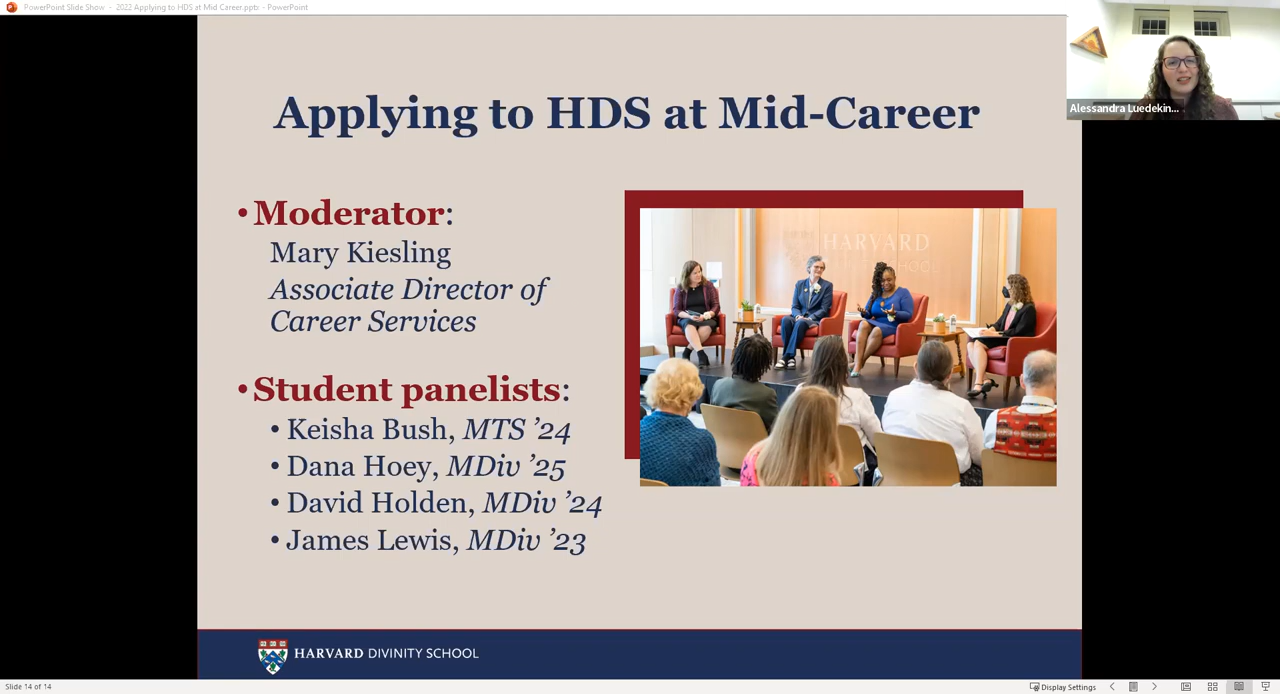 PowerPoint Slide Show - 2022 Applying to HDS at Mid Career.pptx - PowerPoint
Alessandra Luedekin...
Applying to HDS at Mid-Career
• Moderator:
Mary Kiesling
Associate Director of
Career Services
• Student panelists:
• Keisha Bush, MTS ’24
• Dana Hoey, MDiv ’25
• David Holden, MDiv ’24
• James Lewis, MDiv ’23
HARVARD
HARVARD DIVINITY SCHOOL
Slide 14 of 14
Display Settings